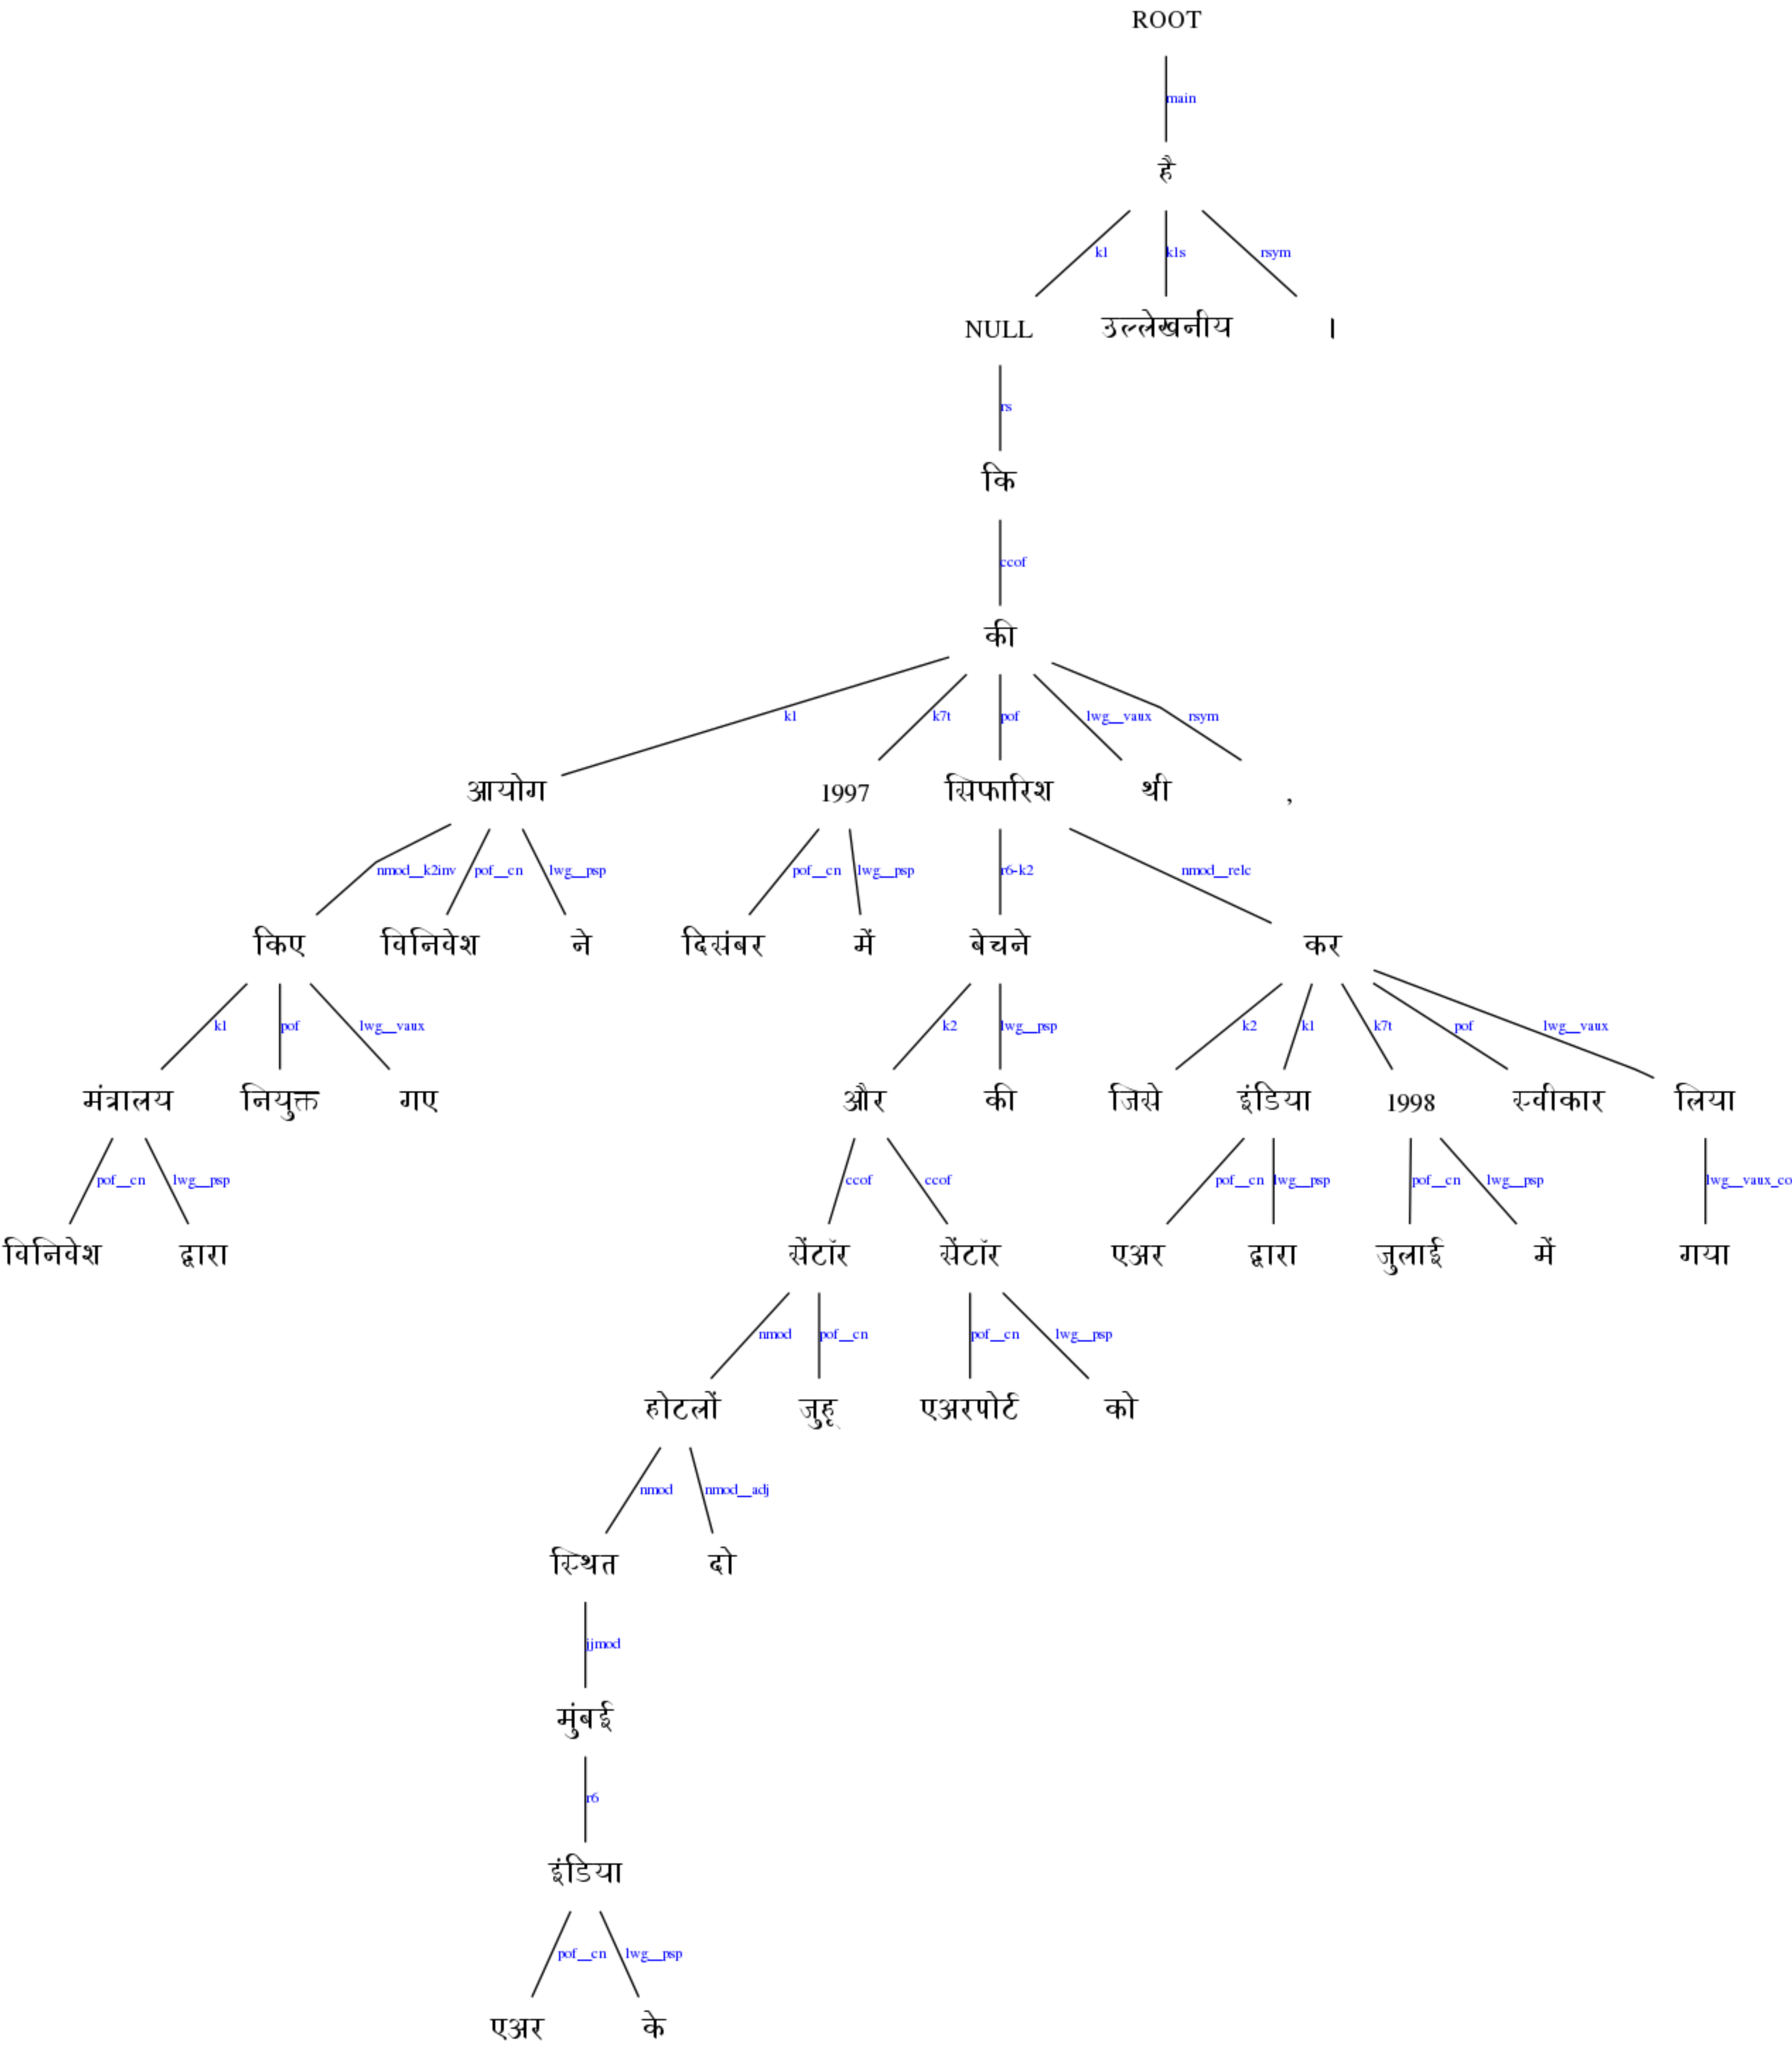 ROOT
main
है
k1 k1s rsym
NULL उल्लेखनीय ।
rs
कि
ccof
की
k1 k7t pof lwg__vaux rsym
आयोग 1997 सिफारिश थी ,
nmod__k2inv pof__cn lwg__psp pof__cn lwg__psp r6-k2 nmod__relc
किए विनिवेश ने दिसंबर में बेचने कर
k1 pof lwg__vaux k2 lwg__psp k2 k1 k7t pof lwg__vaux
मंत्रालय नियुक्त गए और की जिसे इंडिया 1998 स्वीकार लिया
pof__cn lwg__psp ccof ccof pof__cn lwg__psp pof__cn lwg__psp lwg__vaux_co
विनिवेश द्वारा सेंटॉर सेंटॉर एअर द्वारा जुलाई में गया
nmod pof__cn pof__cn lwg__psp
होटलों जुहू एअरपोर्ट को
nmod nmod__adj
स्थित दो
jjmod
मुंबई
r6
इंडिया
pof__cn lwg__psp
एअर के